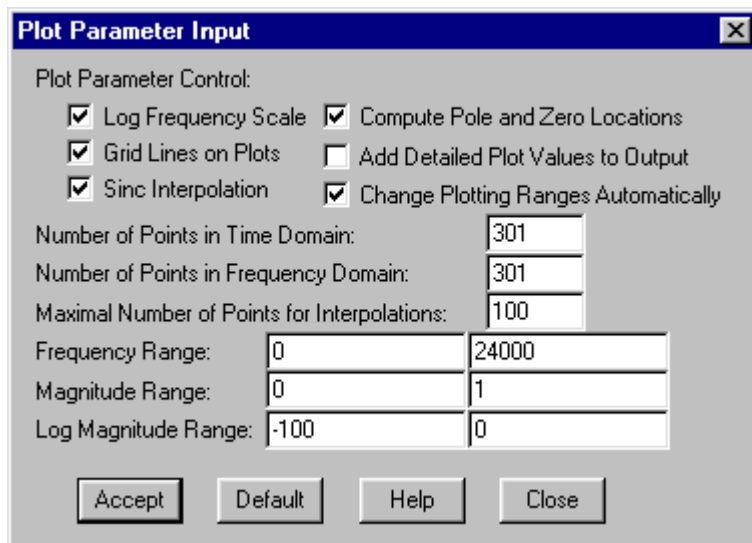 Plot Parameter Input
Plot Parameter Control:
Log Frequency Scale Compute Pole and Zero Locations
Grid Lines on Plots Add Detailed Plot Values to Output
Sinc Interpolation Change Plotting Ranges Automatically
Number of Points in Time Domain: 301
Number of Points in Frequency Domain: 301
Maximal Number of Points for Interpolations: 100
Frequency Range: 0 24000
Magnitude Range: 0 1
Log Magnitude Range: -100 0
Accept Default Help Close